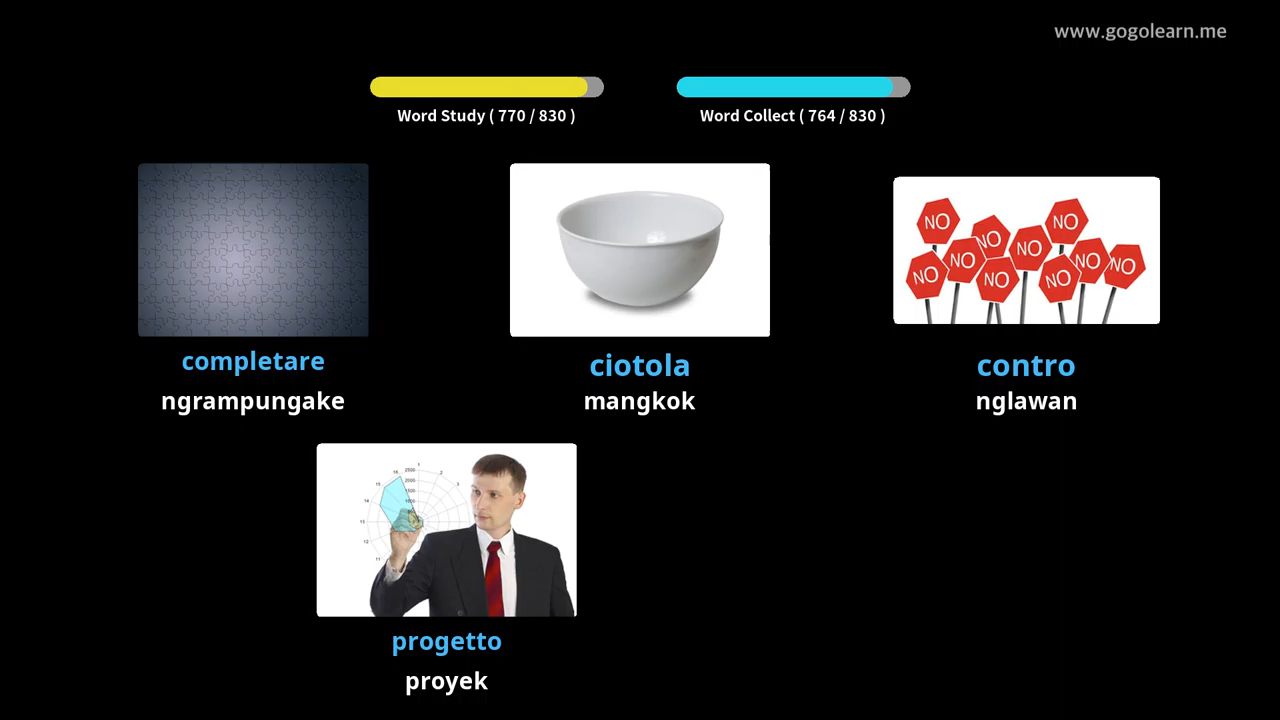 www.gogolearn.me
Word Study ( 770 / 830 )
Word Collect ( 764 / 830 )
NO NO NO NO NO NO NO NO NO NO
completare
ngrampungake
ciotola
mangkok
contro
nglawan
progetto
proyek